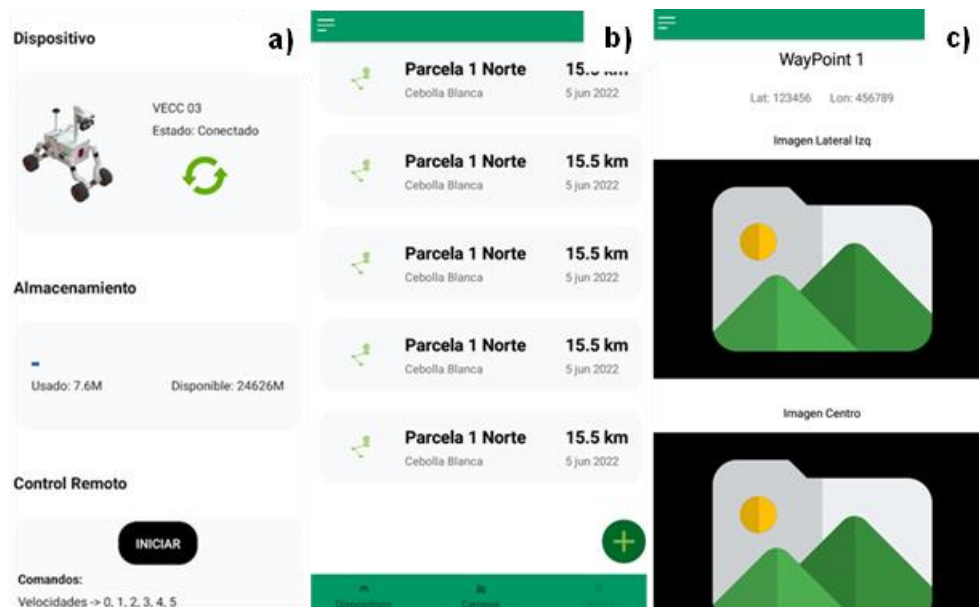 a)
Dispositivo
VECC 03
Estado: Conectado
Almacenamiento
Usado: 7.6M
Disponible: 24626M
Control Remoto
INICIAR
Comandos:
Velocidades -> 0, 1, 2, 3, 4, 5
b)
Parcela 1 Norte
Cebolla Blanca
5 jun 2022
Parcela 1 Norte
15.5 km
Cebolla Blanca
5 jun 2022
Parcela 1 Norte
15.5 km
Cebolla Blanca
5 jun 2022
Parcela 1 Norte
15.5 km
Cebolla Blanca
5 jun 2022
Parcela 1 Norte
15.5 km
Cebolla Blanca
5 jun 2022
Dispositivos
c)
WayPoint 1
Lat: 123456
Lon: 456789
Imagen Lateral Izq
Imagen Centro